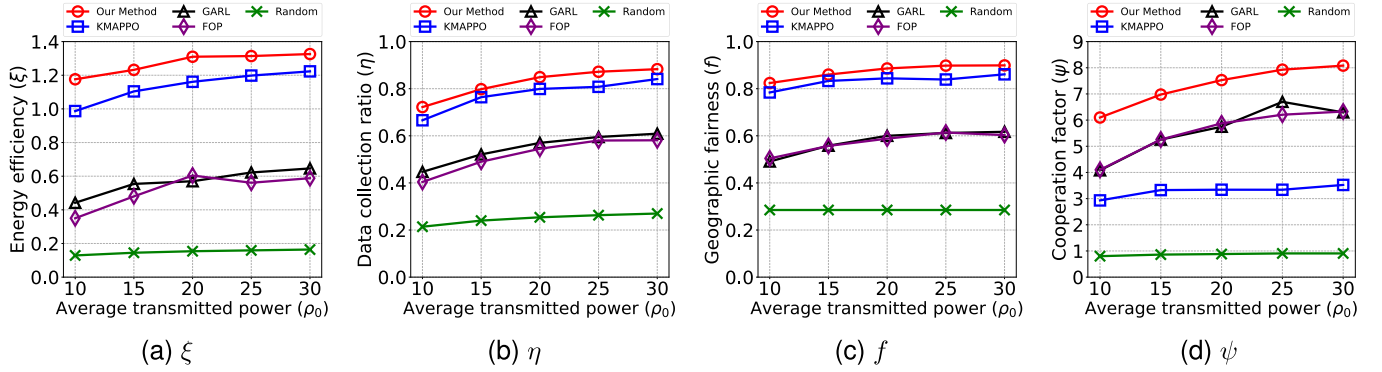 Our Method GARL Random
KMAPPO FOP
Energy efficiency (ξ)
1.4
1.2
1.0
0.8
0.6
0.4
0.2
0.0
10 15 20 25 30
Average transmitted power (ρ0)
(a) ξ
Our Method GARL Random
KMAPPO FOP
Data collection ratio (η)
1.0
0.8
0.6
0.4
0.2
0.0
10 15 20 25 30
Average transmitted power (ρ0)
(b) η
Our Method GARL Random
KMAPPO FOP
Geographic fairness (f)
1.0
0.8
0.6
0.4
0.2
0.0
10 15 20 25 30
Average transmitted power (ρ0)
(c) f
Our Method GARL Random
KMAPPO FOP
Cooperation factor (ψ)
9
8
7
6
5
4
3
2
1
0
10 15 20 25 30
Average transmitted power (ρ0)
(d) ψ